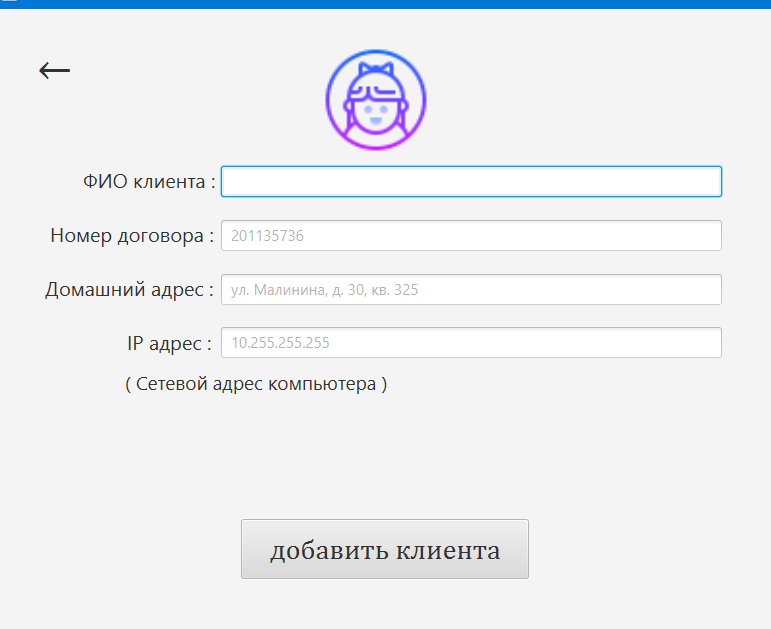 ФИО клиента :
Номер договора : 201135736
Домашний адрес : ул. Малинина, д. 30, кв. 325
IP адрес : 10.255.255.255
( Сетевой адрес компьютера )
добавить клиента